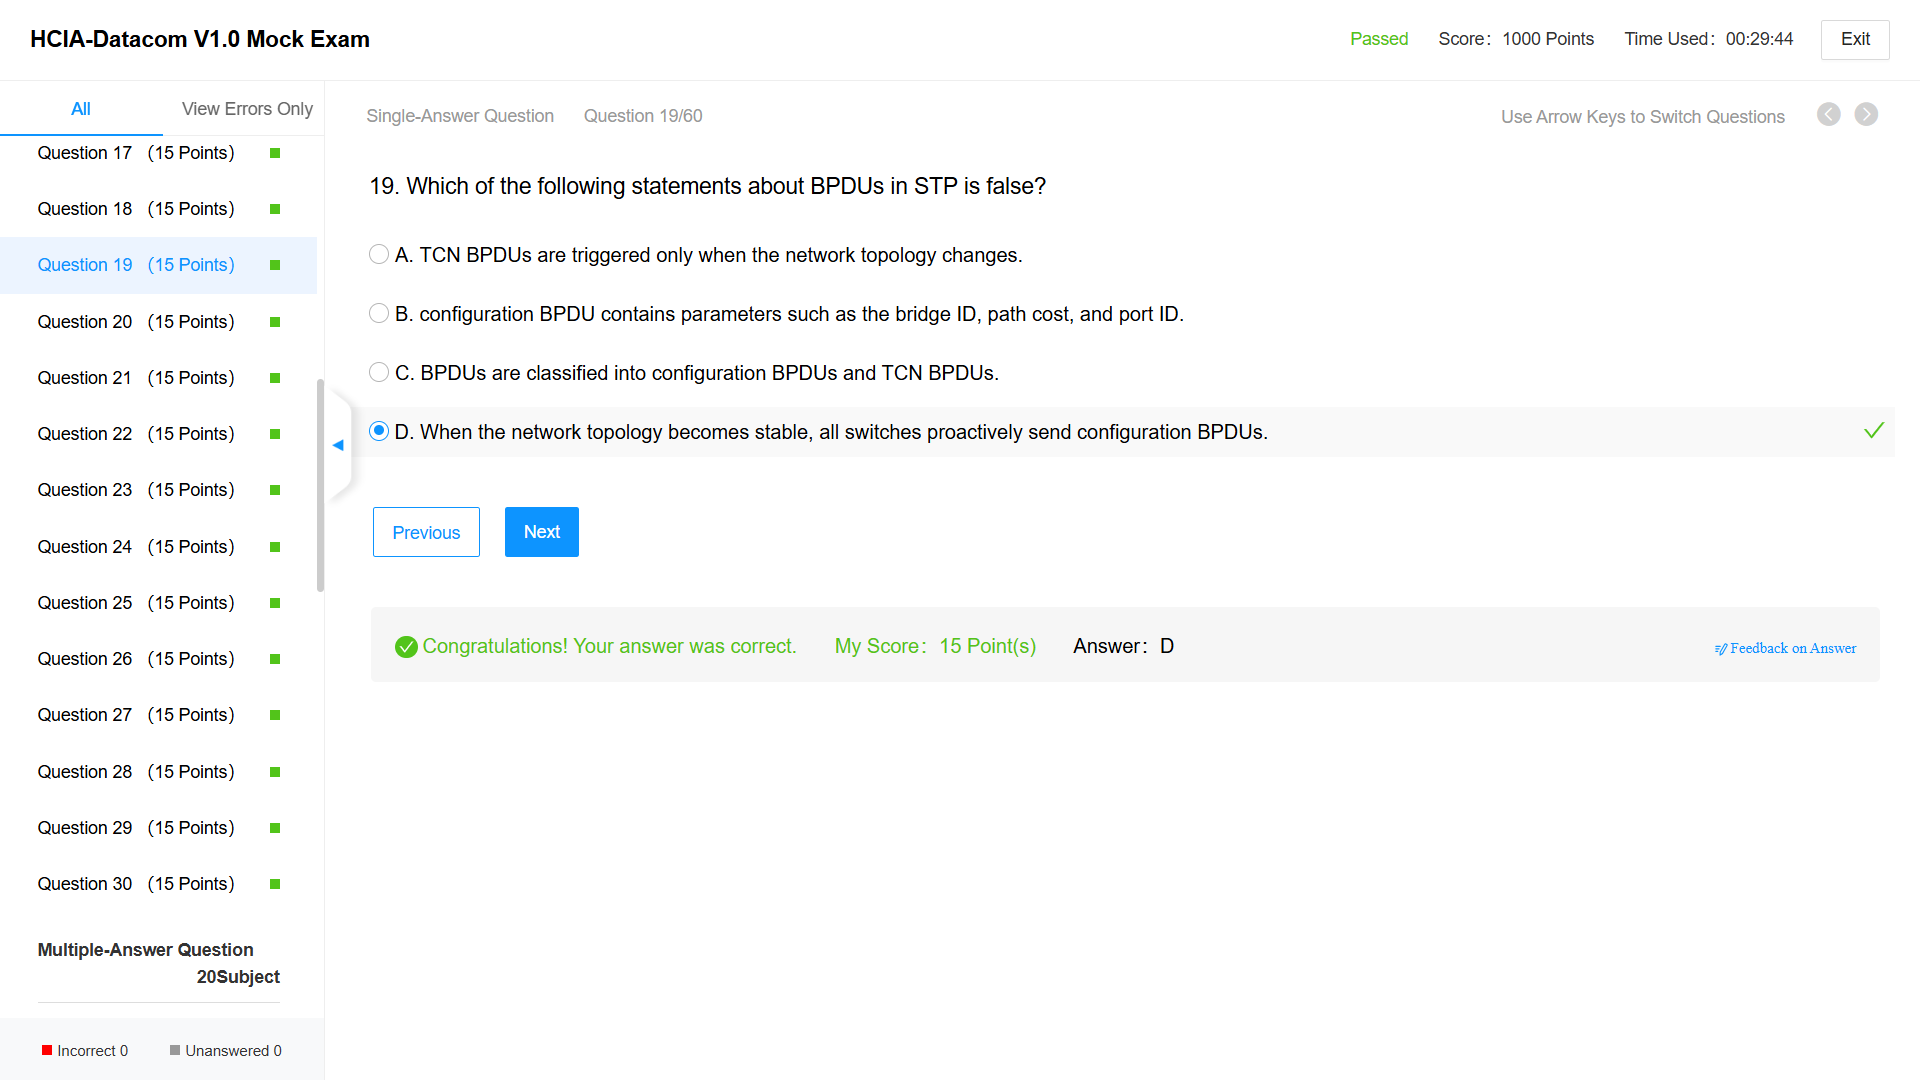 HCIA-Datacom V1.0 Mock Exam
Passed
Score: 1000 Points
Time Used: 00:29:44
Exit
All
View Errors Only
Question 17 (15 Points)
Question 18 (15 Points)
Question 19 (15 Points)
Question 20 (15 Points)
Question 21 (15 Points)
Question 22 (15 Points)
Question 23 (15 Points)
Question 24 (15 Points)
Question 25 (15 Points)
Question 26 (15 Points)
Question 27 (15 Points)
Question 28 (15 Points)
Question 29 (15 Points)
Question 30 (15 Points)
Multiple-Answer Question
20Subject
Incorrect 0
Unanswered 0
Single-Answer Question
Question 19/60
Use Arrow Keys to Switch Questions
19. Which of the following statements about BPDUs in STP is false?
A. TCN BPDUs are triggered only when the network topology changes.
B. configuration BPDU contains parameters such as the bridge ID, path cost, and port ID.
C. BPDUs are classified into configuration BPDUs and TCN BPDUs.
D. When the network topology becomes stable, all switches proactively send configuration BPDUs.
Previous
Next
Congratulations! Your answer was correct.
My Score: 15 Point(s)
Answer: D
Feedback on Answer